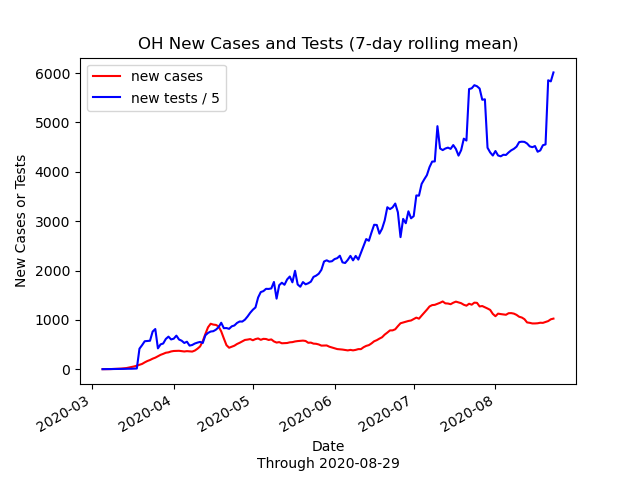 OH New Cases and Tests (7-day rolling mean)
new cases
new tests / 5
New Cases or Tests
6000
5000
4000
3000
2000
1000
0
2020-03
2020-04
2020-05
2020-06
2020-07
2020-08
Date
Through 2020-08-29